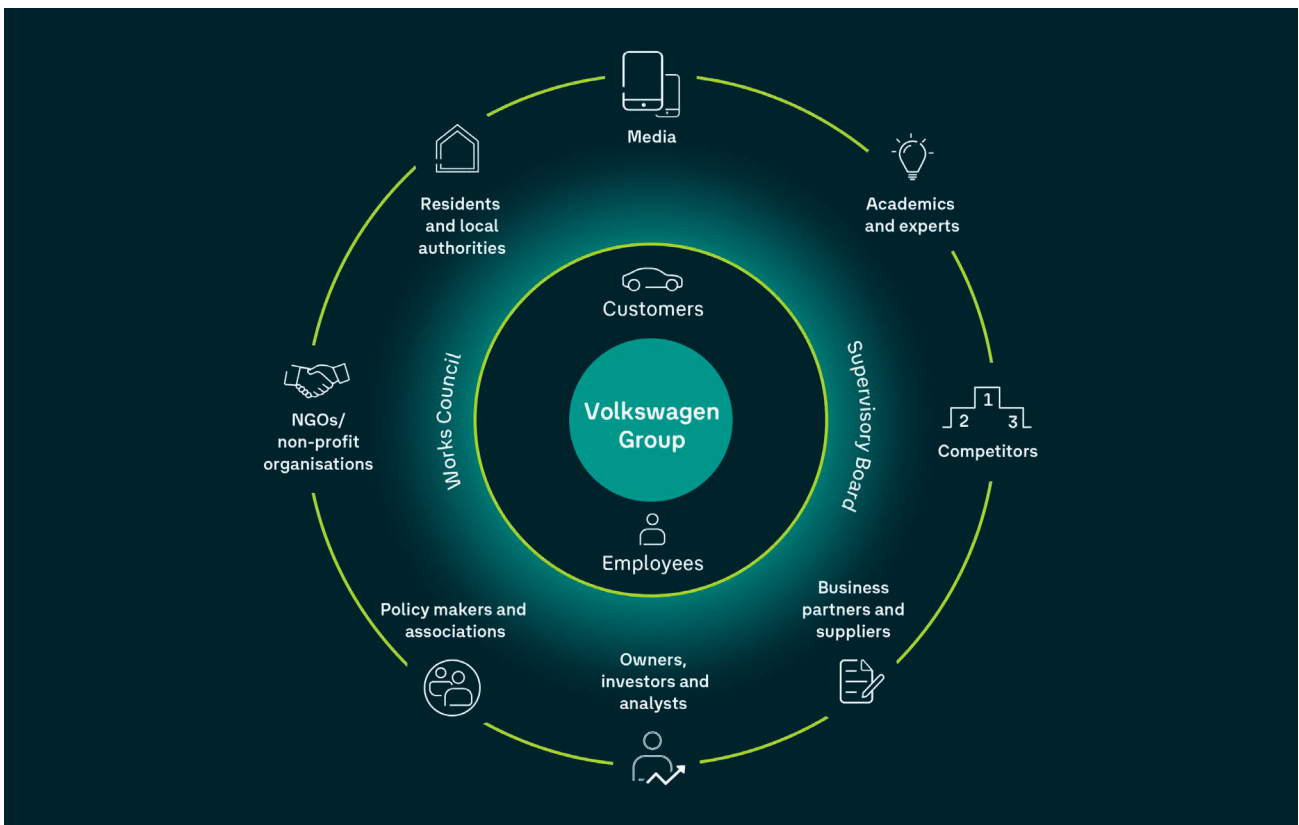 Media
Residents
and local
authorities
Academics
and experts
Customers
Works Council
Supervisory Board
Volkswagen
Group
NGOs/
non-profit
organisations
1
2
3
Competitors
Employees
Business
partners and
suppliers
Policy makers and
associations
Owners,
investors and
analysts